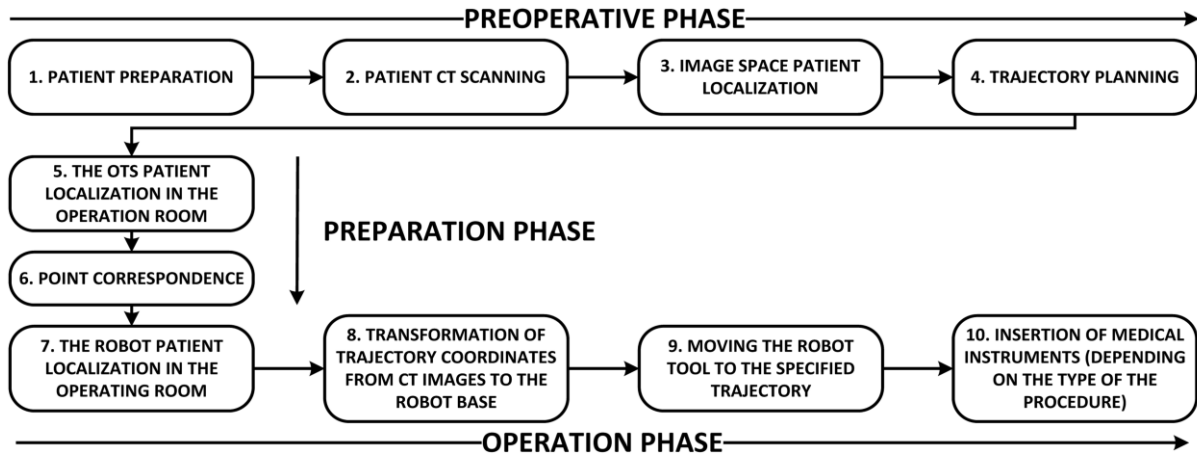 PREOPERATIVE PHASE
1. PATIENT PREPARATION
2. PATIENT CT SCANNING
3. IMAGE SPACE PATIENT
LOCALIZATION
4. TRAJECTORY PLANNING
5. THE OTS PATIENT
LOCALIZATION IN THE
OPERATION ROOM
PREPARATION PHASE
6. POINT CORRESPONDENCE
7. THE ROBOT PATIENT
LOCALIZATION IN THE
OPERATING ROOM
8. TRANSFORMATION OF
TRAJECTORY COORDINATES
FROM CT IMAGES TO THE
ROBOT BASE
9. MOVING THE ROBOT
TOOL TO THE SPECIFIED
TRAJECTORY
10. INSERTION OF MEDICAL
INSTRUMENTS (DEPENDING
ON THE TYPE OF THE
PROCEDURE)
OPERATION PHASE